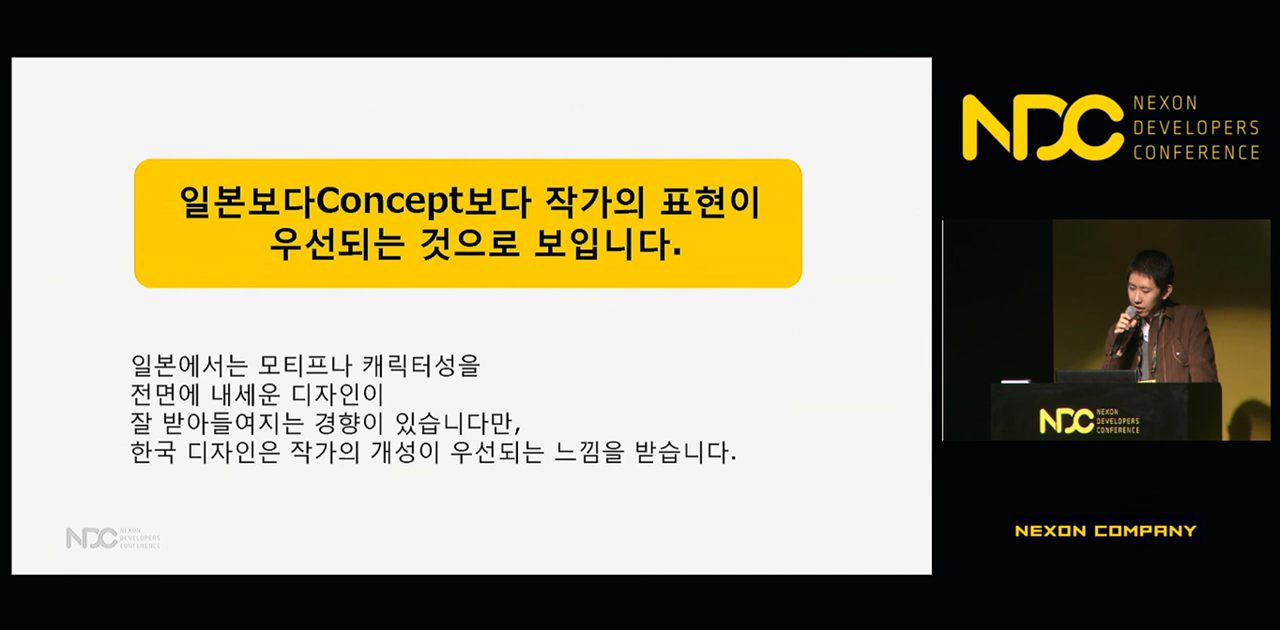 일본보다Concept보다 작가의 표현이
우선되는 것으로 보입니다.
일본에서는 모티프나 캐릭터성을
전면에 내세운 디자인이
잘 받아들여지는 경향이 있습니다만,
한국 디자인은 작가의 개성이 우선되는 느낌을 받습니다.
NDC NEXON
DEVELOPERS
CONFERENCE
NDC NEXON
DEVELOPERS
CONFERENCE
NDC NEXON
DEVELOPERS
CONFERENCE
NEXON COMPANY